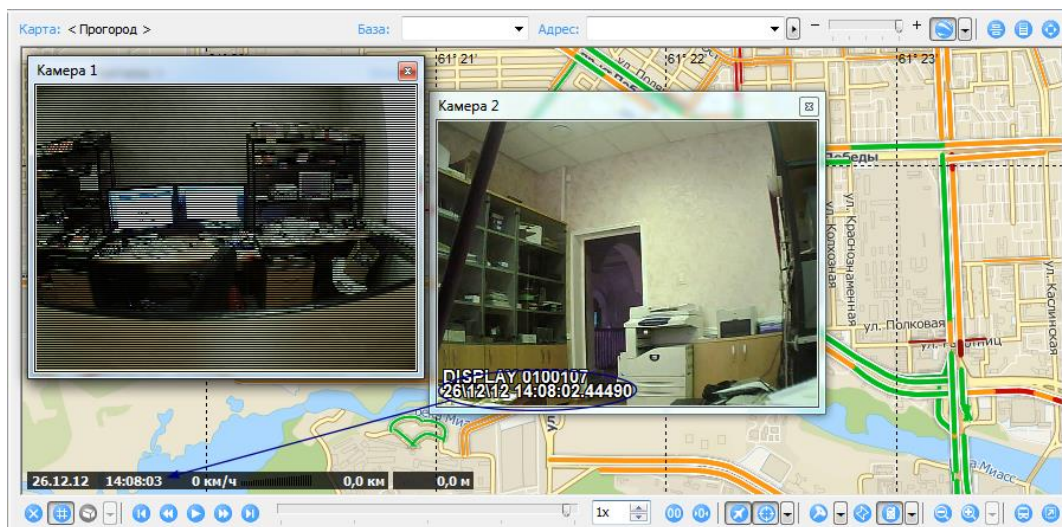 Карта: < Прогород > База: Адрес:
61° 21' 61° 22' 61° 23'
Камера 1
Камера 2
Победы
ул. Колхозная
ул. Краснознаменная
ул. Каслинская
ул. Полковая
DISPLAY 0100107
26\12\12 14:08:02.44490
26.12.12 14:08:03 0 км/ч 0,0 км 0,0 м
1x